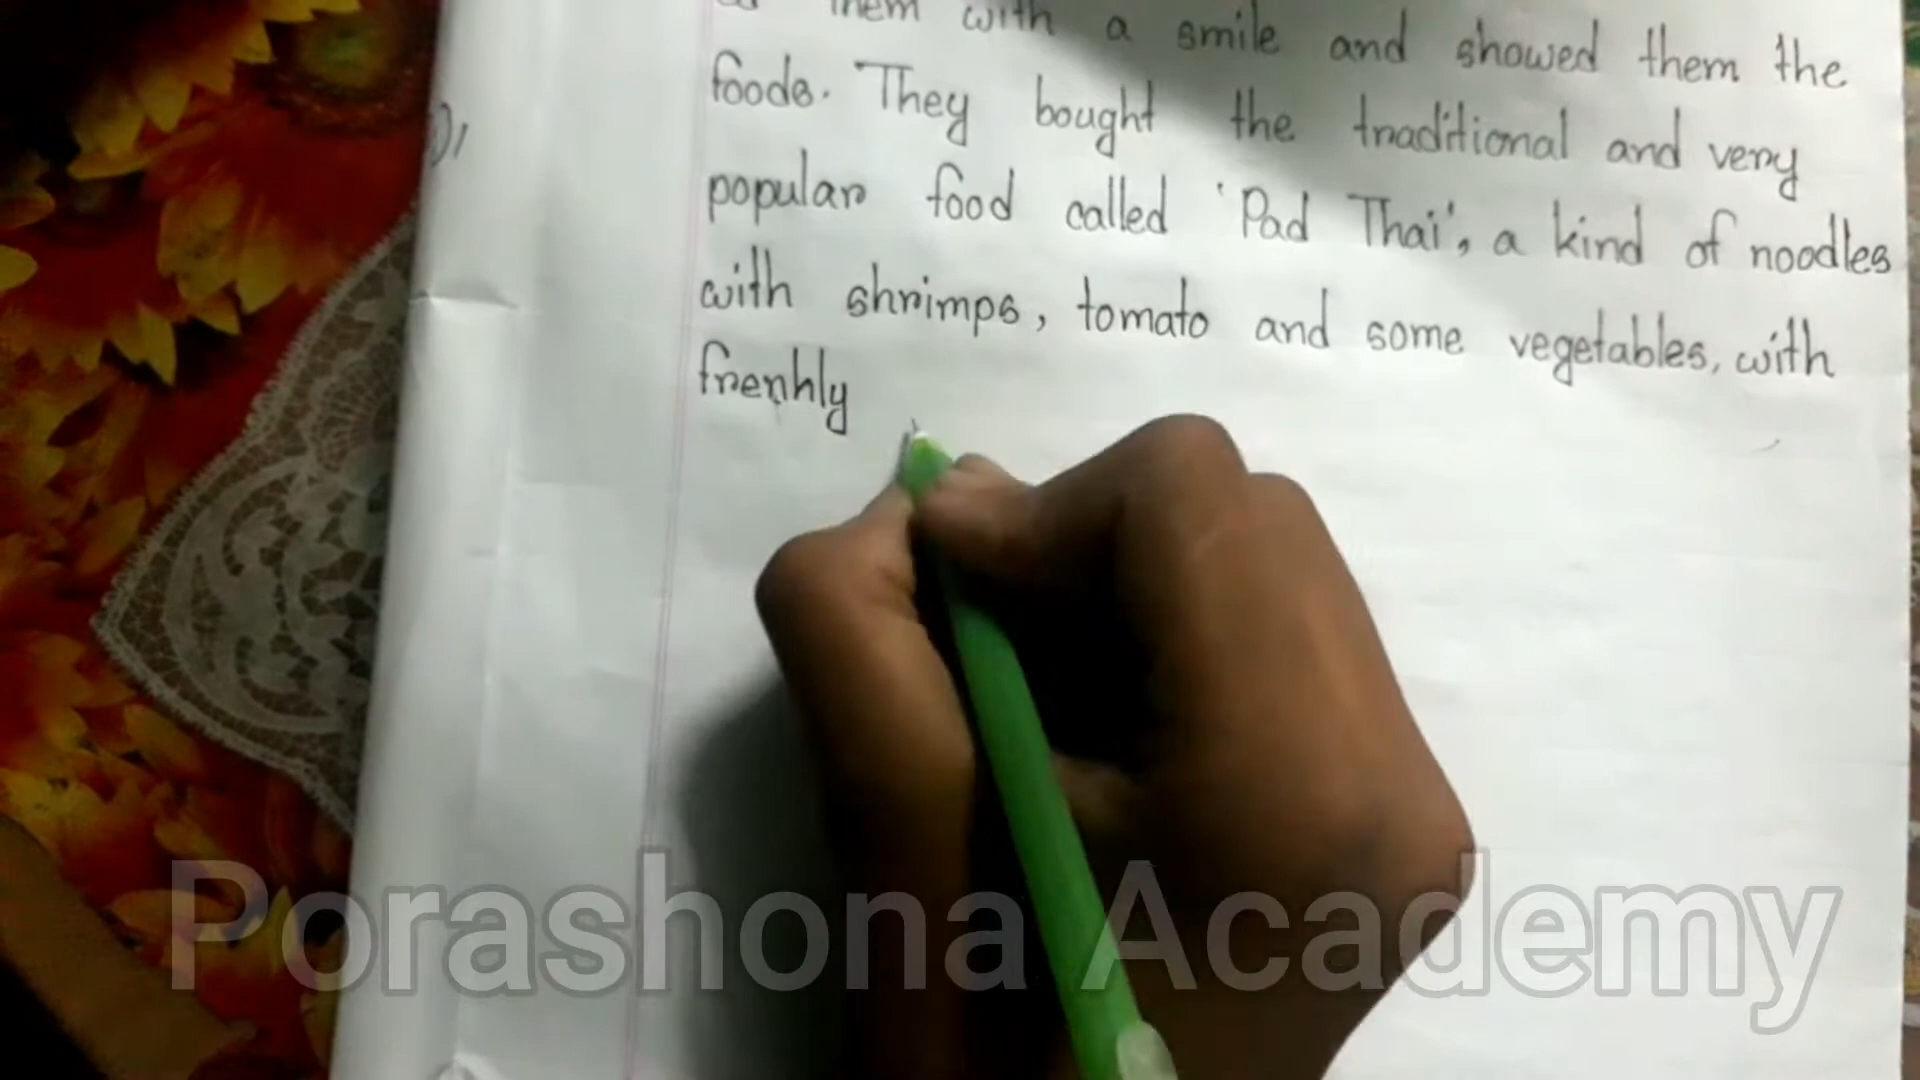 them with a smile and showed them the
foods. They bought the traditional and very
popular food called 'Pad Thai', a kind of noodles
with shrimps, tomato and some vegetables, with
frenhly
Porashona Academy